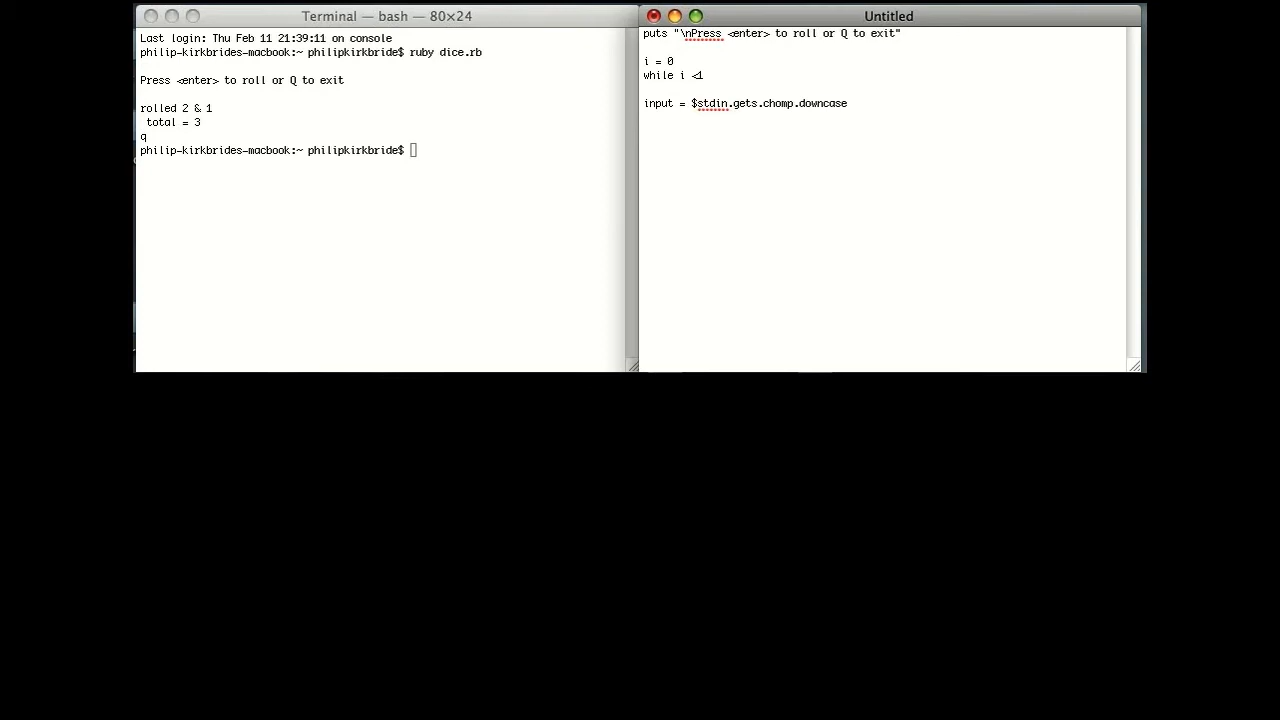 Terminal — bash — 80×24
Last login: Thu Feb 11 21:39:11 on console
philip-kirkbrides-macbook:~ philipkirkbride$ ruby dice.rb
Press <enter> to roll or Q to exit
rolled 2 & 1
total = 3
q
philip-kirkbrides-macbook:~ philipkirkbride$
Untitled
puts "\nPress <enter> to roll or Q to exit"
i = 0
while i <1
input = $stdin.gets.chomp.downcase